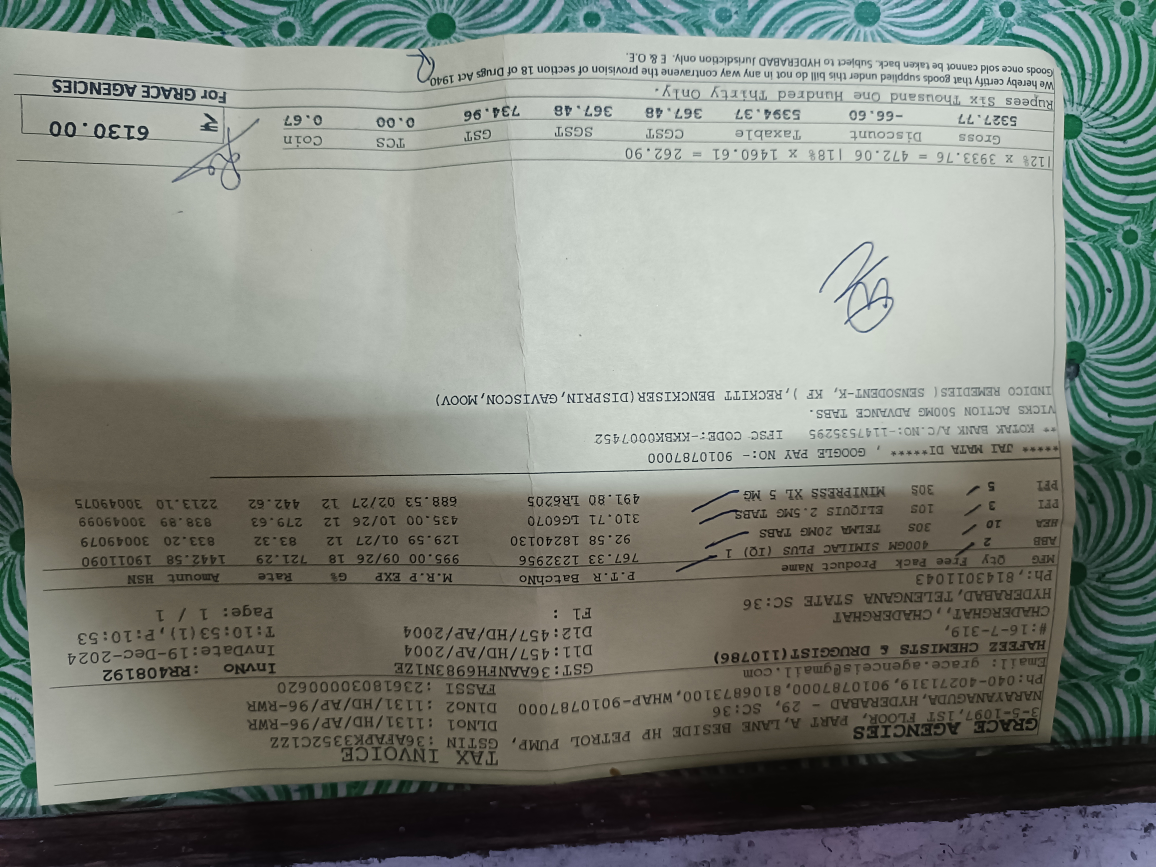 GRACE AGENCIES
3-5-1097,1ST FLOOR, PART A,LANE BESIDE HP PETROL PUMP,
NARAYANAGUDA,HYDERABAD - 29, SC:36
Ph:040-40271319,9010787000,8106873100,WHAP-9010787000
Email: grace.agencies@gmail.com
TAX INVOICE
GSTIN :36AFAPK3352C1ZZ
DLNo1 :1131/HD/AP/96-RWR
DlNo2 :1131/HD/AP/96-RWR
FASSI :23618030000620
HAFEEZ CHEMISTS & DRUGGIST(110786)
#:16-7-319,
CHADERGHAT,,CHADERGHAT
HYDERABAD,TELENGANA STATE SC:36
Ph:,8143011043
GST:36AANFH6983N1ZE
D11:457/HD/AP/2004
D12:457/HD/AP/2004
F1 :
InvNo :RR408192
InvDate:19-Dec-2024
T:10:53(1),P:10:53
Page: 1 / 1
MFG Qty Free Pack Product Name P.T.R BatchNo M.R.P EXP G% Rate Amount HSN
ABB 2 400GM SIMILAC PLUS (IQ) 1 767.33 1232956 995.00 09/26 18 721.29 1442.58 19011090
HEA 10 30S TELMA 20MG TABS 92.58 18240130 129.59 01/27 12 83.32 833.20 30049079
PFI 3 10S ELIQUIS 2.5MG TABS 310.71 LG6070 435.00 10/26 12 279.63 838.89 30049099
PFI 5 30S MINIPRESS XL 5 MG 491.80 LR6205 688.53 02/27 12 442.62 2213.10 30049075
***** JAI MATA DI****** , GOOGLE PAY NO:- 9010787000
** KOTAK BANK A/C.NO:-1147535295 IFSC CODE:-KKBK0007452
VICKS ACTION 500MG ADVANCE TABS.
INDICO REMEDIES( SENSODENT-K, KF ),RECKITT BENCKISER(DISPRIN,GAVISCON,MOOV)
|12% x 3933.76 = 472.06 |18% x 1460.61 = 262.90
Gross Discount Taxable CGST SGST GST TCS Coin
5327.77 -66.60 5394.37 367.48 367.48 734.96 0.00 0.67
₹ 6130.00
Rupees Six Thousand One Hundred Thirty Only.
We hereby certify that goods supplied under this bill do not in any way contravene the provision of section 18 of Drugs Act 1940
Goods once sold cannot be taken back. Subject to HYDERABAD Jurisdiction only. E & O.E.
For GRACE AGENCIES